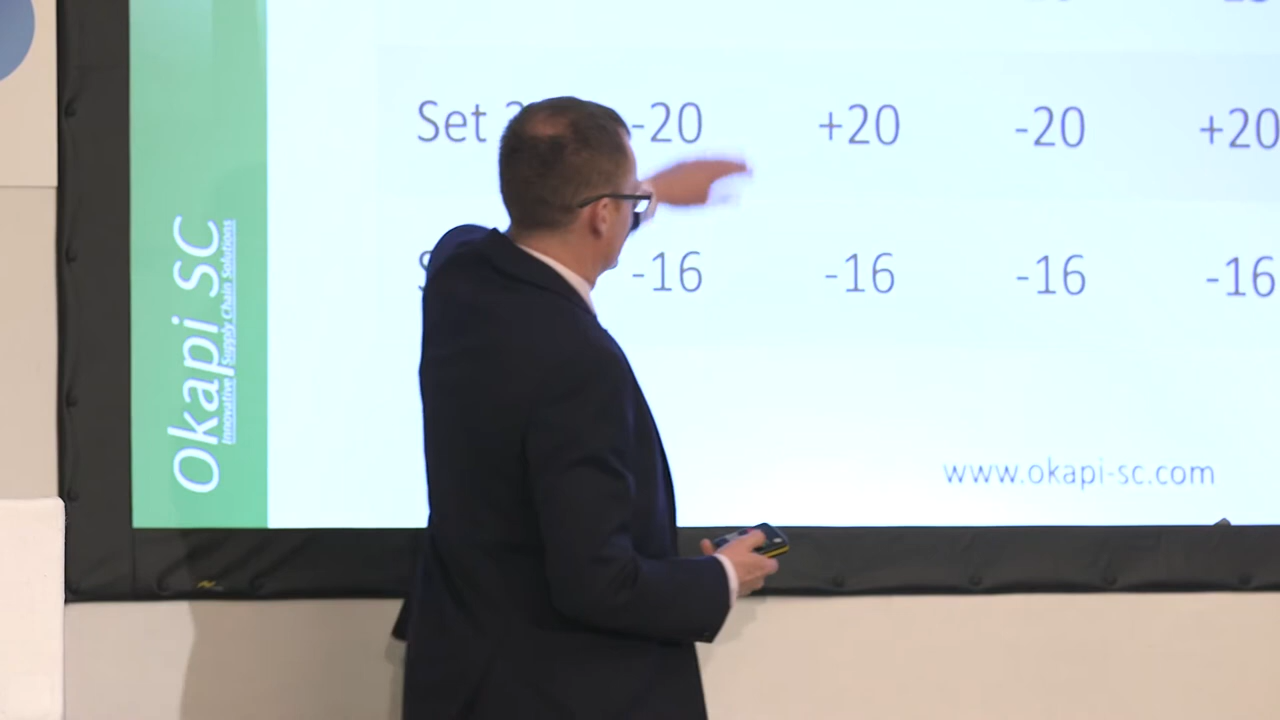 Set -20 +20 -20 +20
-16 -16 -16 -16
www.okapi-sc.com
Okapi SC
Innovative Supply Chain Solutions